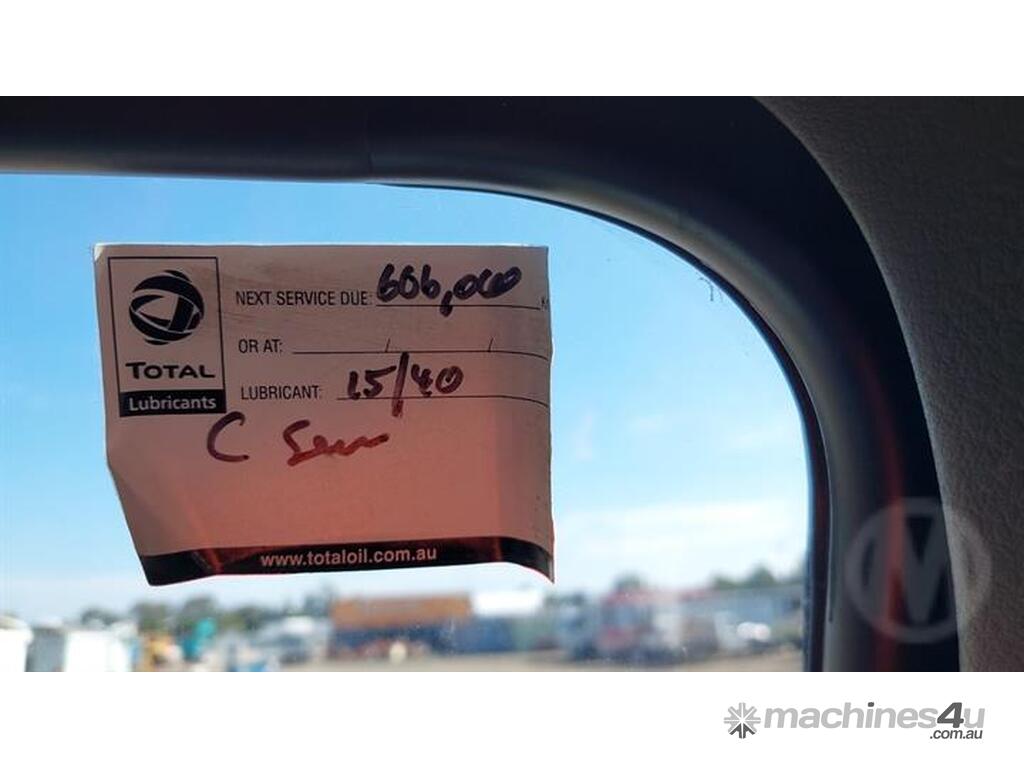 NEXT SERVICE DUE: 606,000 K
OR AT: / /
LUBRICANT: 15/40
TOTAL
Lubricants
C Serv
www.totaloil.com.au
M
machines4u
.com.au